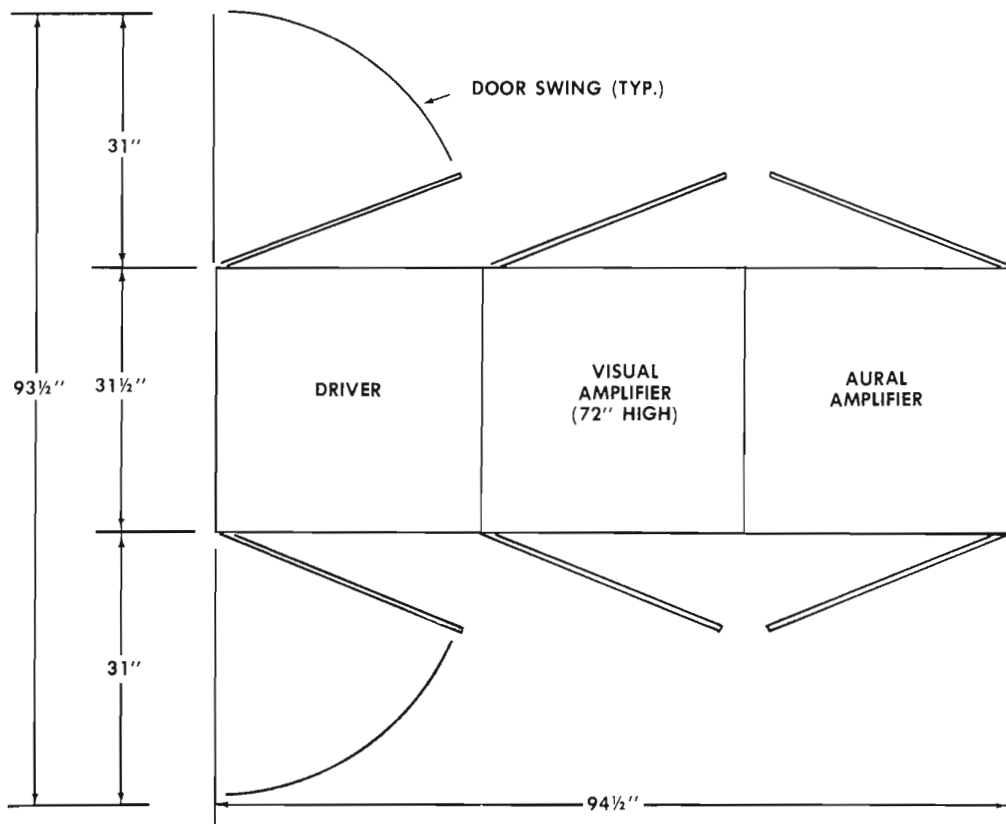 DOOR SWING (TYP.)
31″
93½″
31½″
DRIVER
VISUAL
AMPLIFIER
(72″ HIGH)
AURAL
AMPLIFIER
31″
94½″